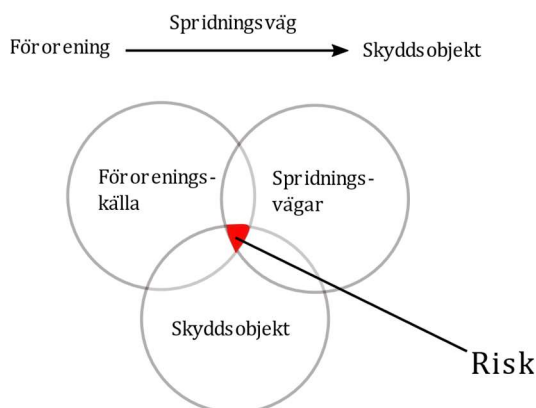 Spridningsväg
Förorening
Skyddsobjekt
Förorenings-
källa
Spridnings-
vägar
Skyddsobjekt
Risk